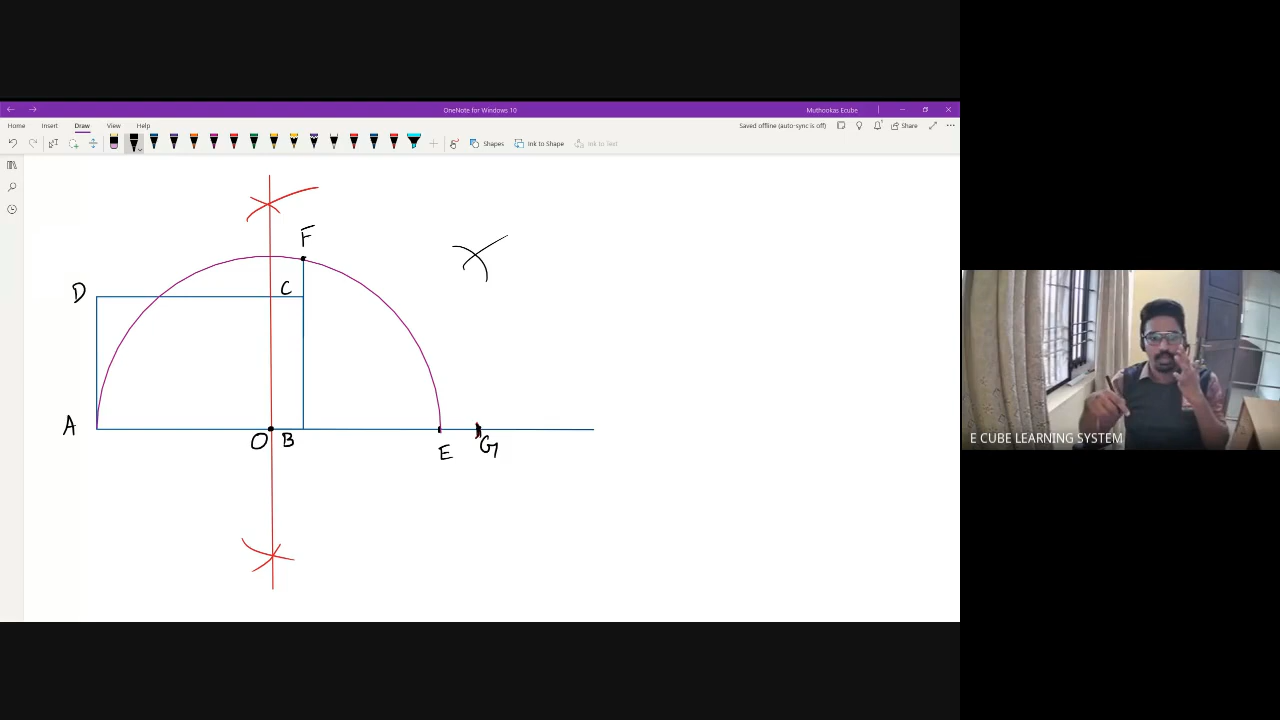 OneNote for Windows 10
Muthookas Ecube
Home Insert Draw View Help
Saved offline (auto-sync is off)
Share
Shapes
Ink to Shape
Ink to Text
F
D
C
A
O
B
E
G
E CUBE LEARNING SYSTEM